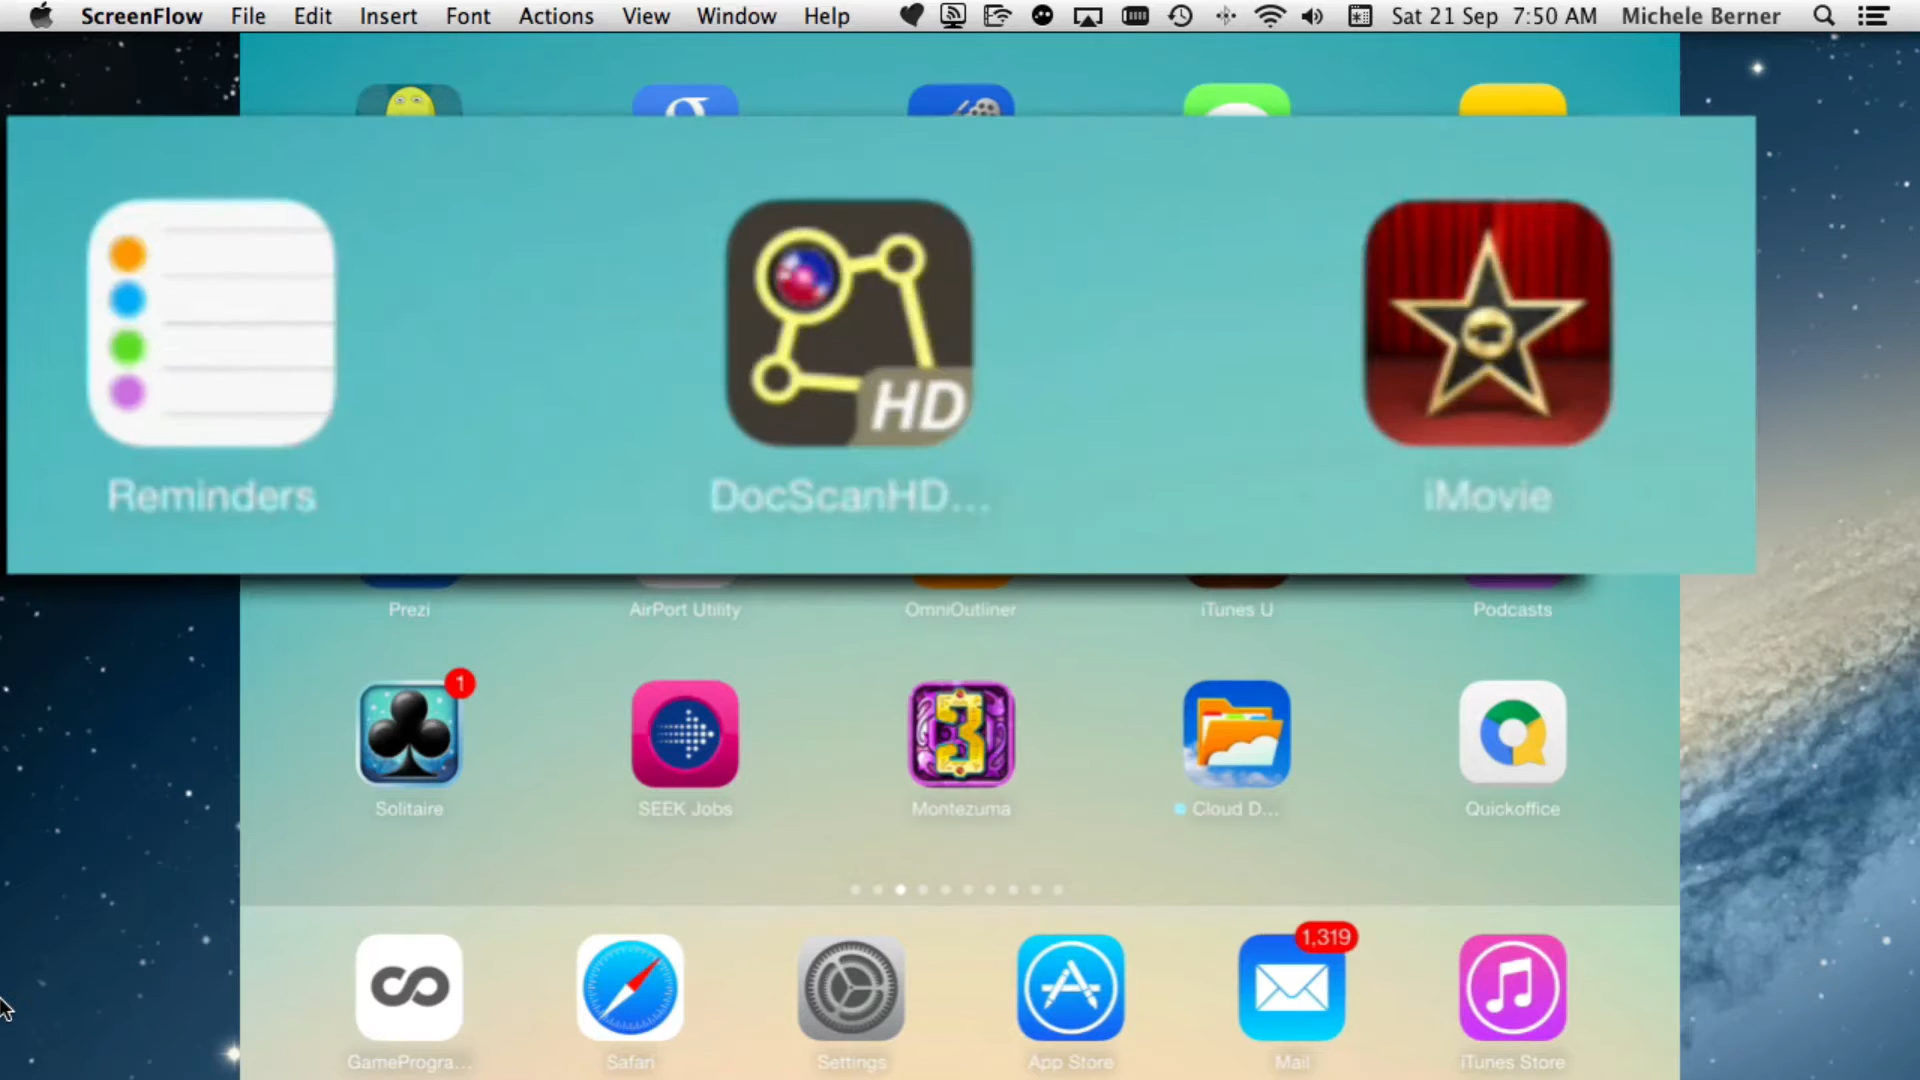 ScreenFlow File Edit Insert Font Actions View Window Help Sat 21 Sep 7:50 AM Michele Berner
Reminders DocScanHD... iMovie
HD
Prezi AirPort Utility OmniOutliner iTunes U Podcasts
1
3
Solitaire SEEK Jobs Montezuma Cloud D... Quickoffice
1,319
GameProgra... Safari Settings App Store Mail iTunes Store